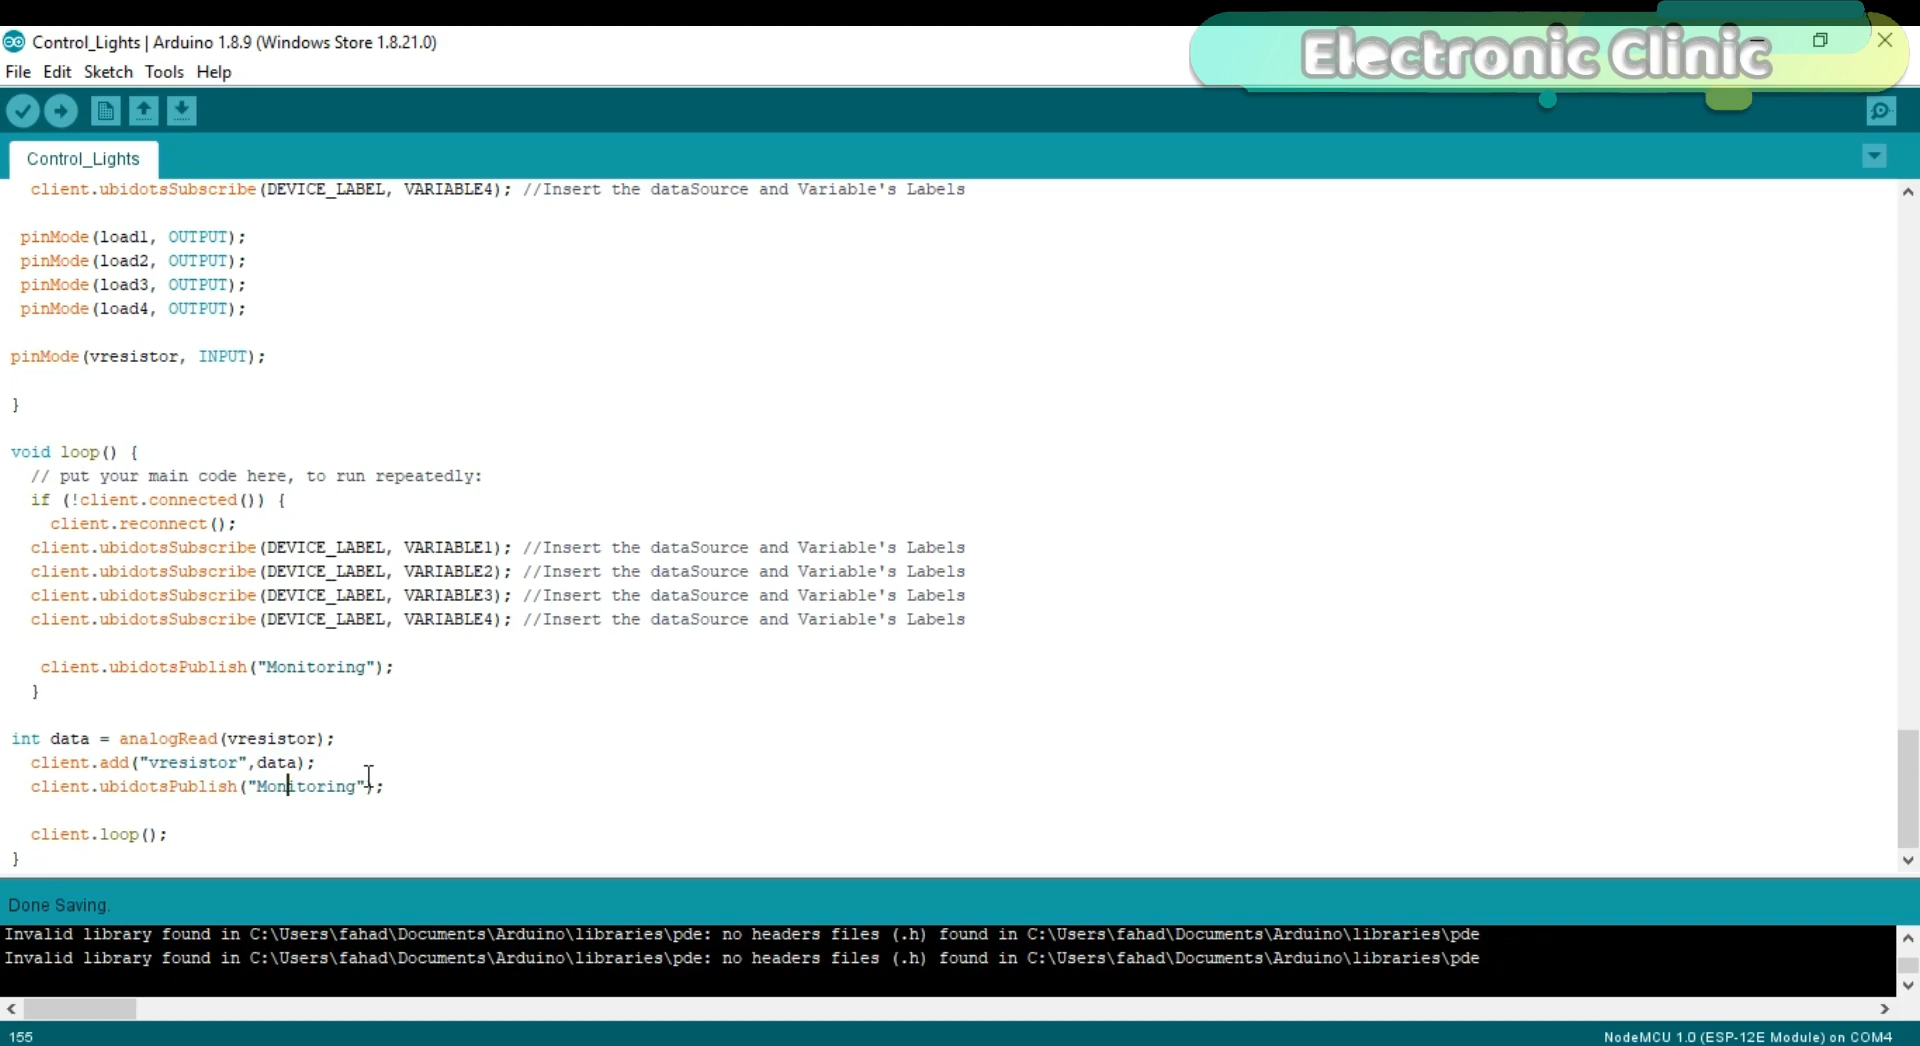 Control_Lights | Arduino 1.8.9 (Windows Store 1.8.21.0)
Electronic Clinic
File Edit Sketch Tools Help
Control_Lights
client.ubidotsSubscribe(DEVICE_LABEL, VARIABLE4); //Insert the dataSource and Variable's Labels
pinMode(load1, OUTPUT);
pinMode(load2, OUTPUT);
pinMode(load3, OUTPUT);
pinMode(load4, OUTPUT);
pinMode(vresistor, INPUT);
}
void loop() {
// put your main code here, to run repeatedly:
if (!client.connected()) {
client.reconnect();
client.ubidotsSubscribe(DEVICE_LABEL, VARIABLE1); //Insert the dataSource and Variable's Labels
client.ubidotsSubscribe(DEVICE_LABEL, VARIABLE2); //Insert the dataSource and Variable's Labels
client.ubidotsSubscribe(DEVICE_LABEL, VARIABLE3); //Insert the dataSource and Variable's Labels
client.ubidotsSubscribe(DEVICE_LABEL, VARIABLE4); //Insert the dataSource and Variable's Labels
client.ubidotsPublish("Monitoring");
}
int data = analogRead(vresistor);
client.add("vresistor",data);
client.ubidotsPublish("Monitoring");
client.loop();
}
Done Saving.
Invalid library found in C:\Users\fahad\Documents\Arduino\libraries\pde: no headers files (.h) found in C:\Users\fahad\Documents\Arduino\libraries\pde
Invalid library found in C:\Users\fahad\Documents\Arduino\libraries\pde: no headers files (.h) found in C:\Users\fahad\Documents\Arduino\libraries\pde
155
NodeMCU 1.0 (ESP-12E Module) on COM4